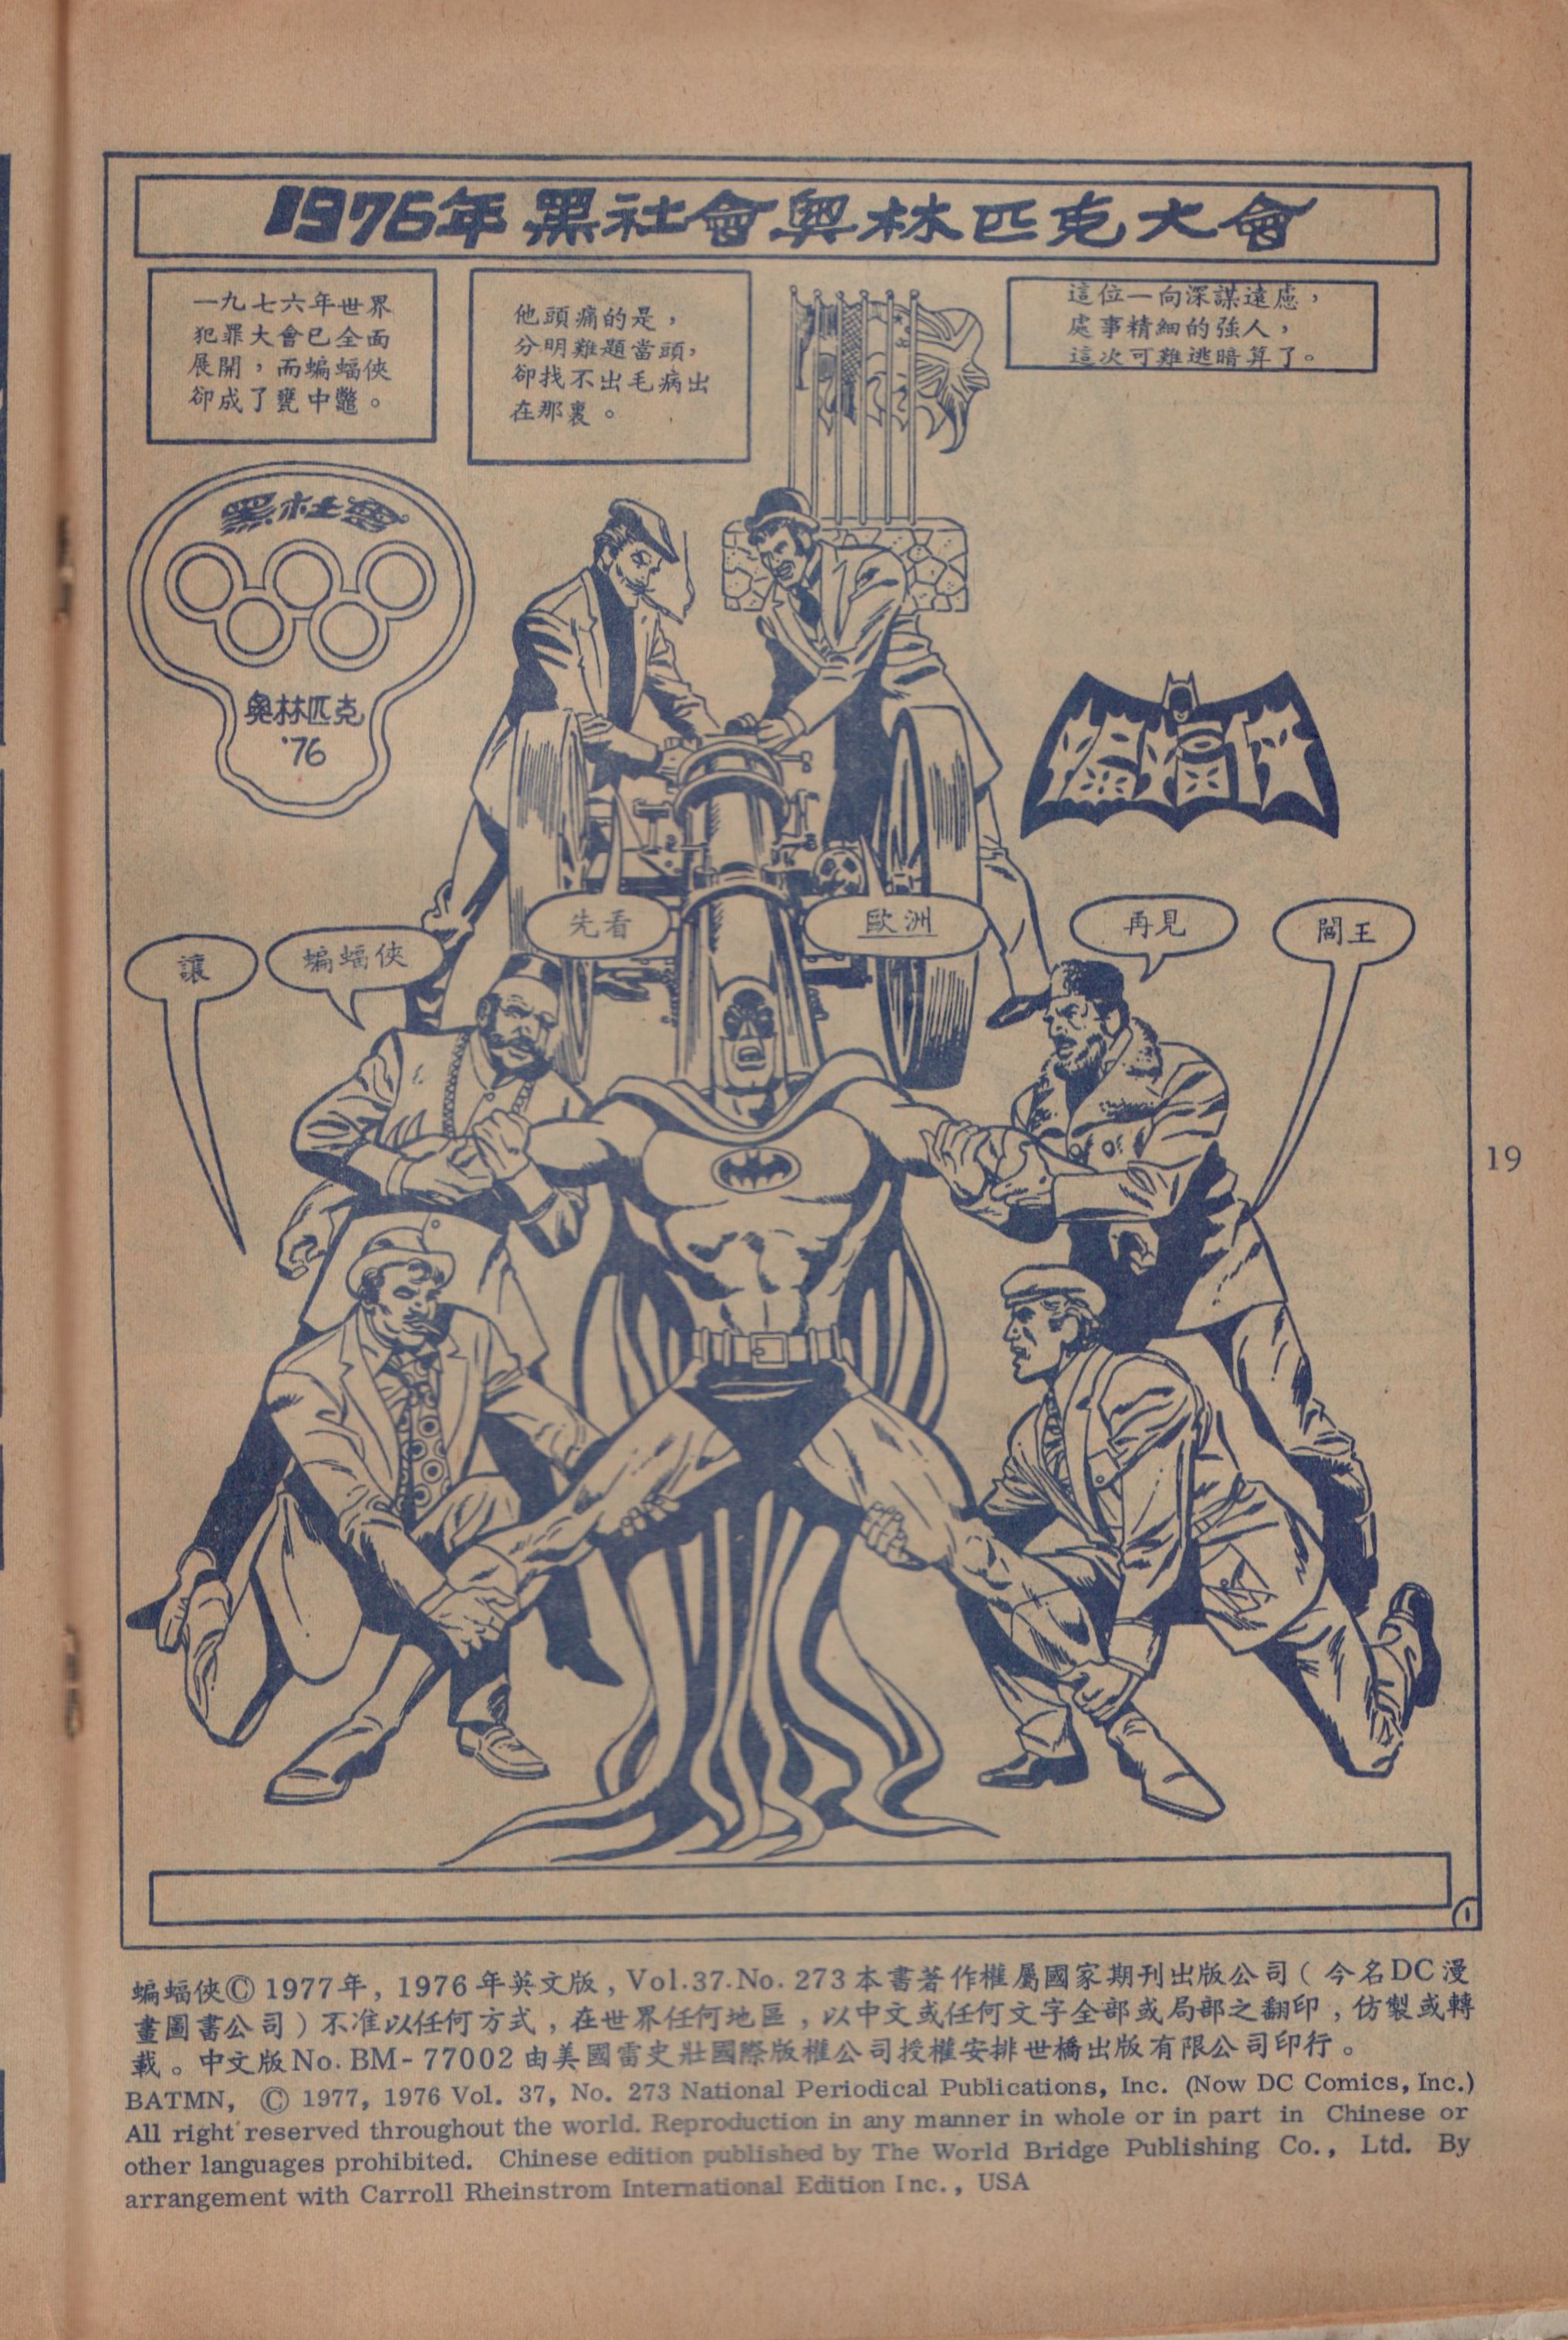 1976年黑社會奧林匹克大會
一九七六年世界
犯罪大會已全面
展開，而蝙蝠俠
卻成了甕中鼈。
他頭痛的是，
分明難題當頭，
卻找不出毛病出
在那裏。
這位一向深謀遠慮，
處事精細的強人，
這次可難逃暗算了。
黑社會
奧林匹克
'76
蝙蝠俠
讓
蝙蝠俠
先看
歐洲
再見
閻王
19
1
蝙蝠俠© 1977年, 1976年英文版, Vol.37.No. 273本書著作權屬國家期刊出版公司（今名DC漫
畫圖書公司）不准以任何方式，在世界任何地區，以中文或任何文字全部或局部之翻印，仿製或轉
載。中文版No. BM- 77002由美國雷史壯國際版權公司授權安排世橋出版有限公司印行。
BATMN, © 1977, 1976 Vol. 37, No. 273 National Periodical Publications, Inc. (Now DC Comics, Inc.)
All right reserved throughout the world. Reproduction in any manner in whole or in part in Chinese or
other languages prohibited. Chinese edition published by The World Bridge Publishing Co., Ltd. By
arrangement with Carroll Rheinstrom International Edition Inc., USA